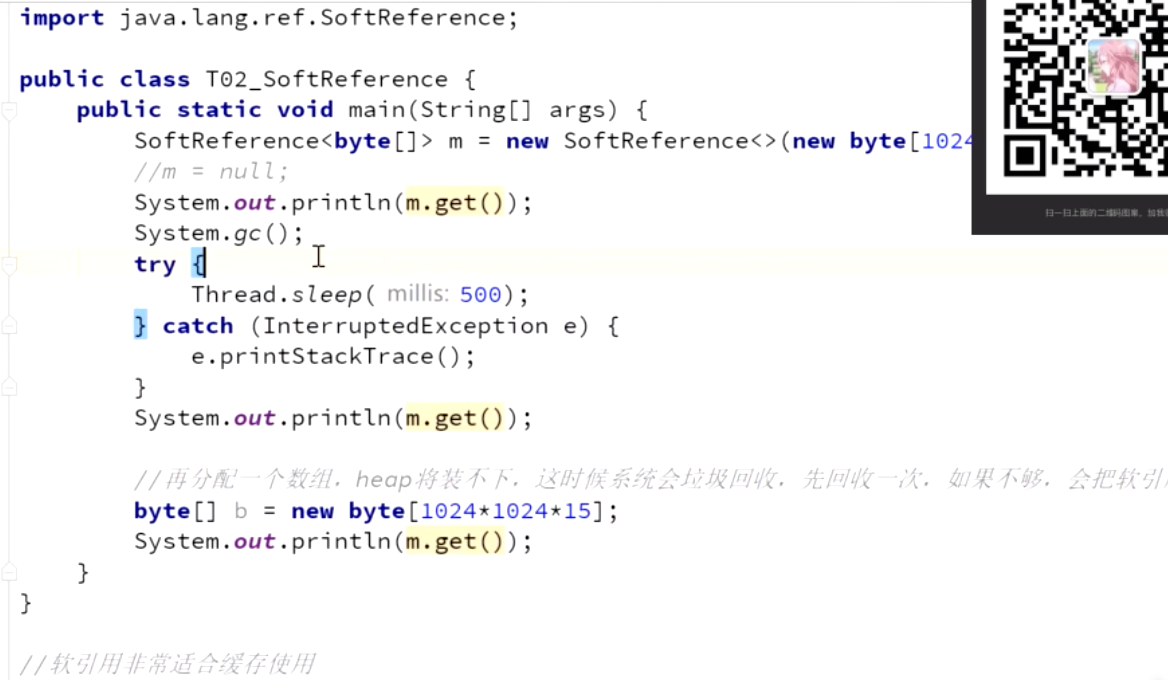 import java.lang.ref.SoftReference;
public class T02_SoftReference {
    public static void main(String[] args) {
        SoftReference<byte[]> m = new SoftReference<>(new byte[1024
        //m = null;
        System.out.println(m.get());
        System.gc();
        try {
            Thread.sleep( millis: 500);
        } catch (InterruptedException e) {
            e.printStackTrace();
        }
        System.out.println(m.get());
        //再分配一个数组，heap将装不下，这时候系统会垃圾回收，先回收一次，如果不够，会把软引
        byte[] b = new byte[1024*1024*15];
        System.out.println(m.get());
    }
}
//软引用非常适合缓存使用
扫一扫上面的二维码图案，加我